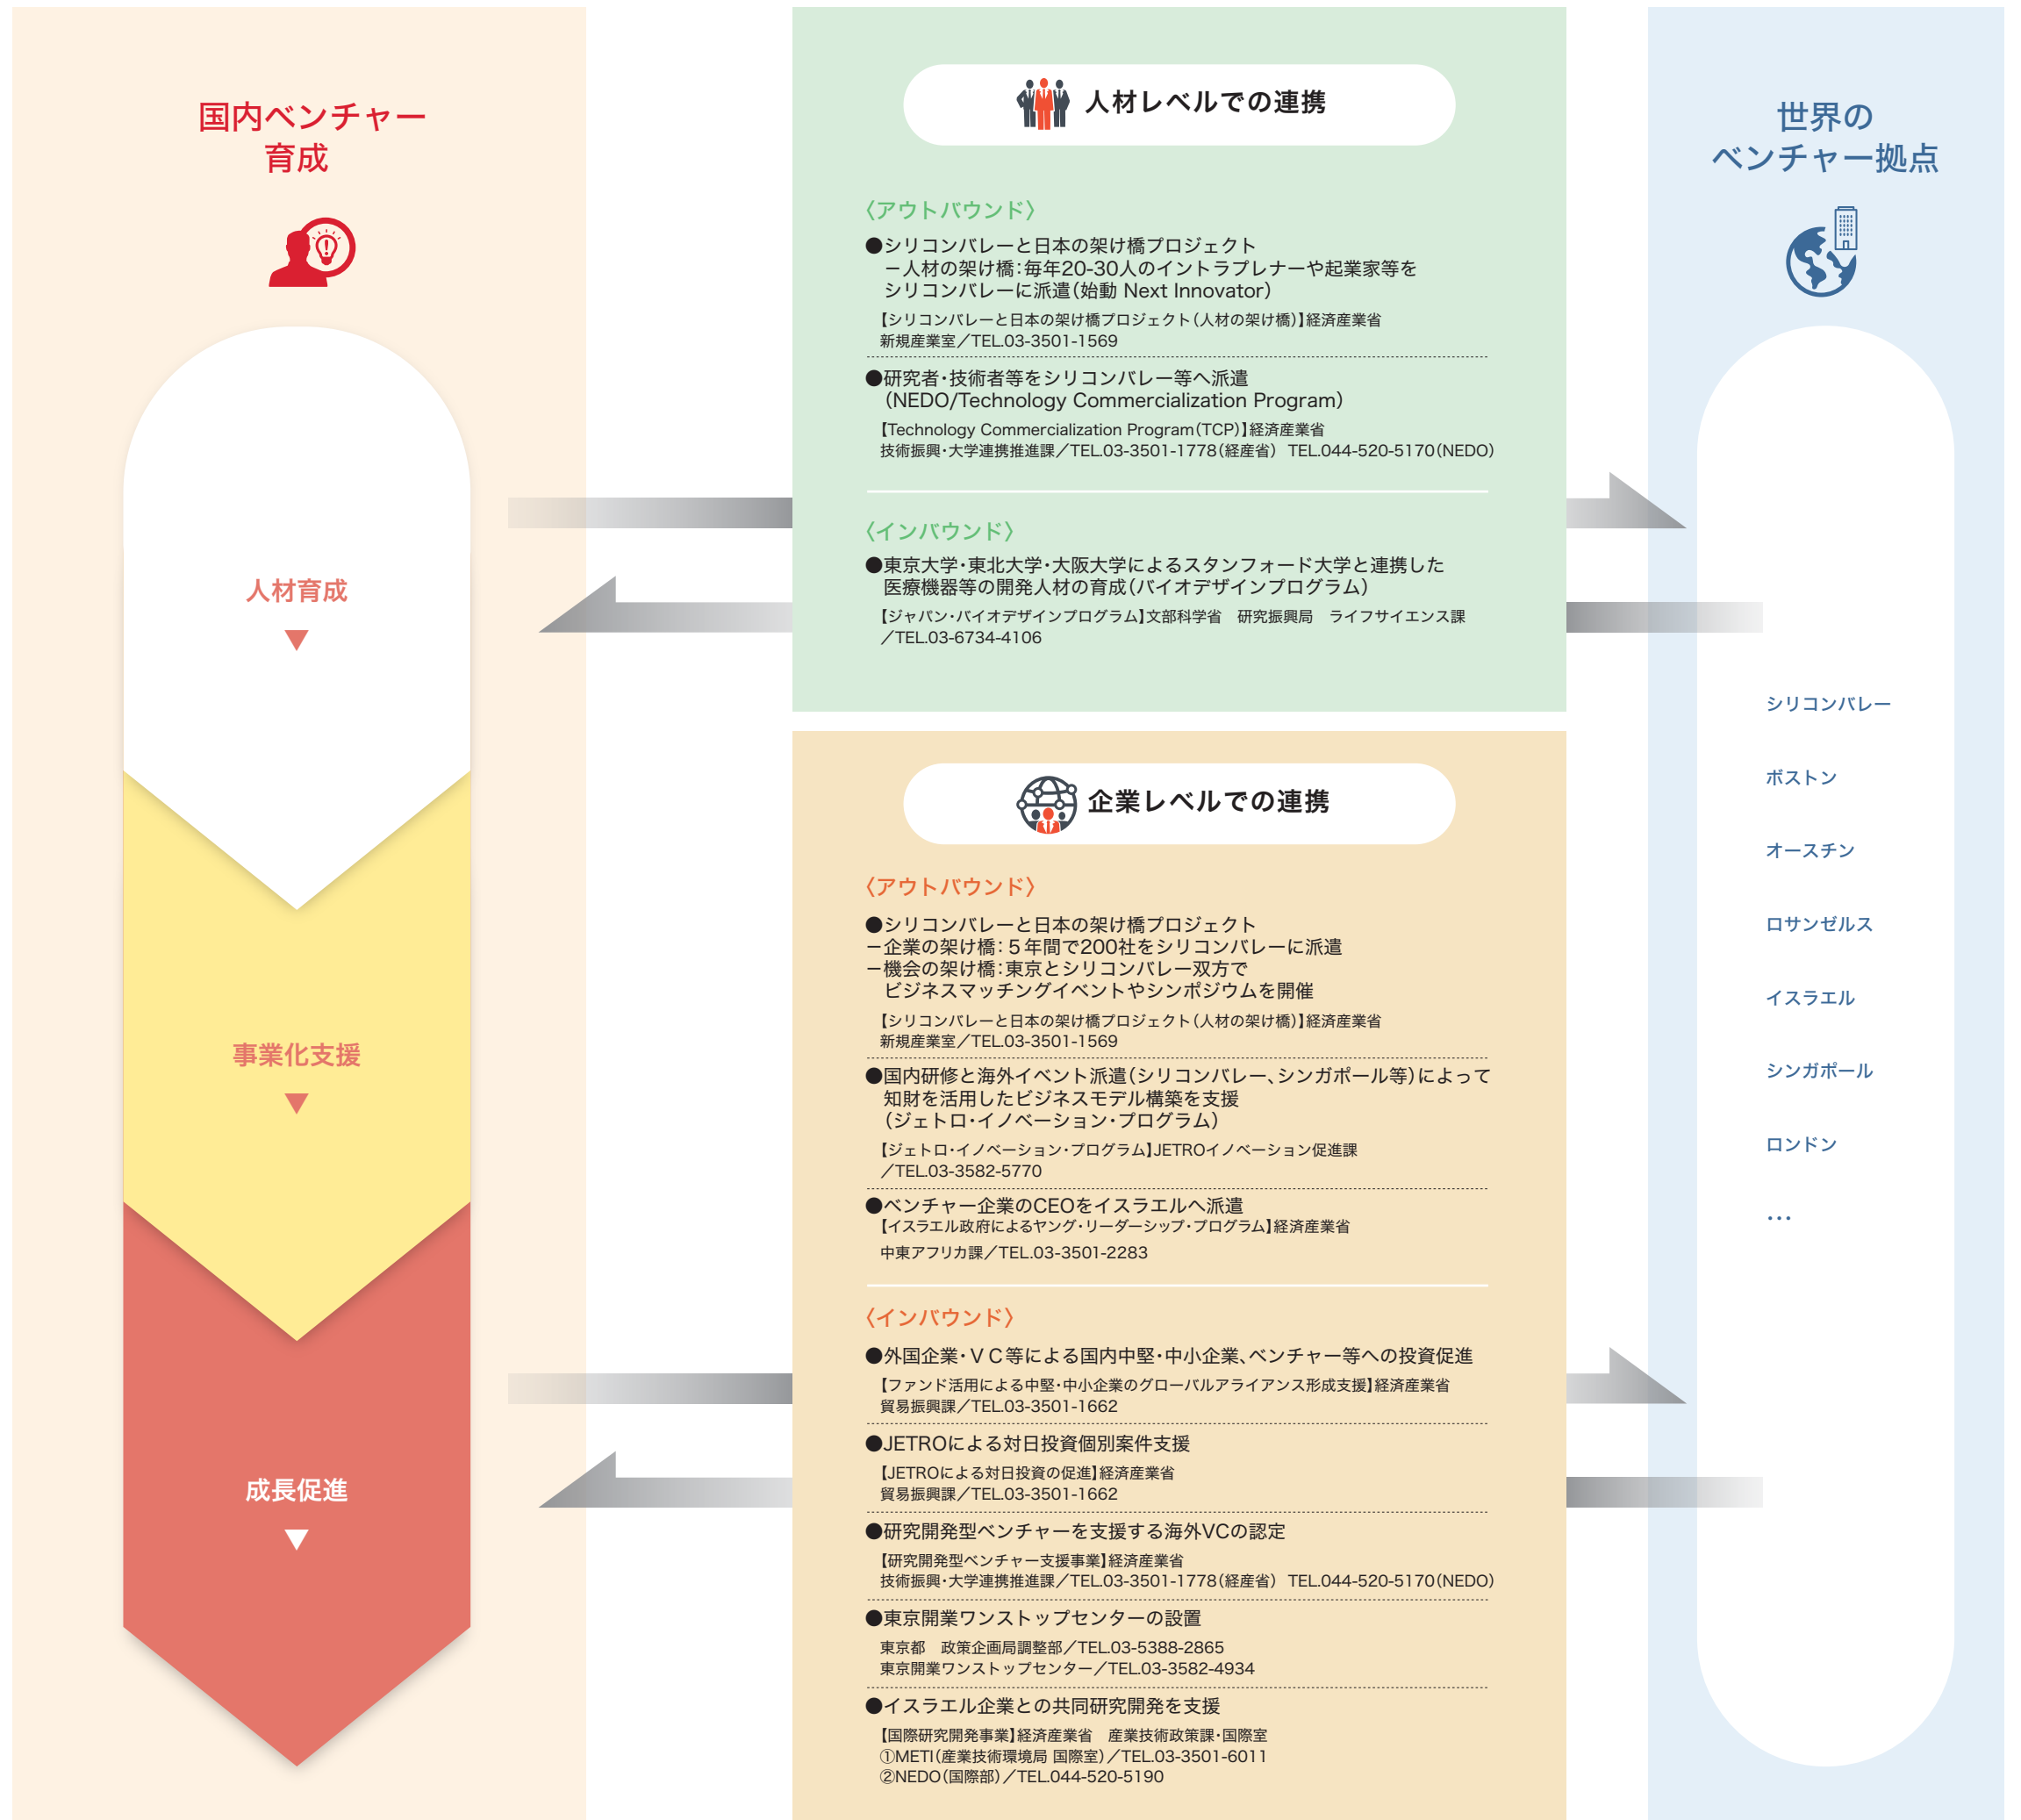 国内ベンチャー
育成
人材育成
事業化支援
成長促進
人材レベルでの連携
〈アウトバウンド〉
●シリコンバレーと日本の架け橋プロジェクト
－人材の架け橋：毎年20-30人のイントラプレナーや起業家等を
シリコンバレーに派遣（始動 Next Innovator）
【シリコンバレーと日本の架け橋プロジェクト（人材の架け橋）】経済産業省
新規産業室／TEL.03-3501-1569
●研究者・技術者等をシリコンバレー等へ派遣
（NEDO/Technology Commercialization Program）
【Technology Commercialization Program（TCP）】経済産業省
技術振興・大学連携推進課／TEL.03-3501-1778（経産省） TEL.044-520-5170（NEDO）
〈インバウンド〉
●東京大学・東北大学・大阪大学によるスタンフォード大学と連携した
医療機器等の開発人材の育成（バイオデザインプログラム）
【ジャパン・バイオデザインプログラム】文部科学省　研究振興局　ライフサイエンス課
／TEL.03-6734-4106
企業レベルでの連携
〈アウトバウンド〉
●シリコンバレーと日本の架け橋プロジェクト
－企業の架け橋：５年間で200社をシリコンバレーに派遣
－機会の架け橋：東京とシリコンバレー双方で
ビジネスマッチングイベントやシンポジウムを開催
【シリコンバレーと日本の架け橋プロジェクト（人材の架け橋）】経済産業省
新規産業室／TEL.03-3501-1569
●国内研修と海外イベント派遣（シリコンバレー、シンガポール等）によって
知財を活用したビジネスモデル構築を支援
（ジェトロ・イノベーション・プログラム）
【ジェトロ・イノベーション・プログラム】JETROイノベーション促進課
／TEL.03-3582-5770
●ベンチャー企業のCEOをイスラエルへ派遣
【イスラエル政府によるヤング・リーダーシップ・プログラム】経済産業省
中東アフリカ課／TEL.03-3501-2283
〈インバウンド〉
●外国企業・ＶＣ等による国内中堅・中小企業、ベンチャー等への投資促進
【ファンド活用による中堅・中小企業のグローバルアライアンス形成支援】経済産業省
貿易振興課／TEL.03-3501-1662
●JETROによる対日投資個別案件支援
【JETROによる対日投資の促進】経済産業省
貿易振興課／TEL.03-3501-1662
●研究開発型ベンチャーを支援する海外VCの認定
【研究開発型ベンチャー支援事業】経済産業省
技術振興・大学連携推進課／TEL.03-3501-1778（経産省） TEL.044-520-5170（NEDO）
●東京開業ワンストップセンターの設置
東京都　政策企画局調整部／TEL.03-5388-2865
東京開業ワンストップセンター／TEL.03-3582-4934
●イスラエル企業との共同研究開発を支援
【国際研究開発事業】経済産業省　産業技術政策課・国際室
①METI（産業技術環境局 国際室）／TEL.03-3501-6011
②NEDO（国際部）／TEL.044-520-5190
世界の
ベンチャー拠点
シリコンバレー
ボストン
オースチン
ロサンゼルス
イスラエル
シンガポール
ロンドン
…